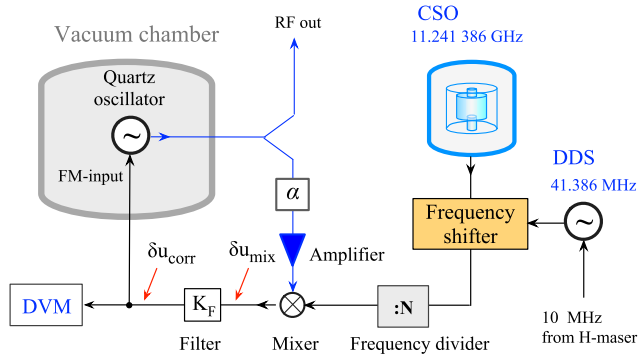 RF out
CSO
11.241 386 GHz
Vacuum chamber
Quartz
oscillator
~
FM-input
α
DDS
41.386 MHz
~
Frequency
shifter
Amplifier
δu_corr
δu_mix
DVM
K_F
:N
10 MHz
from H-maser
Filter
Mixer
Frequency divider